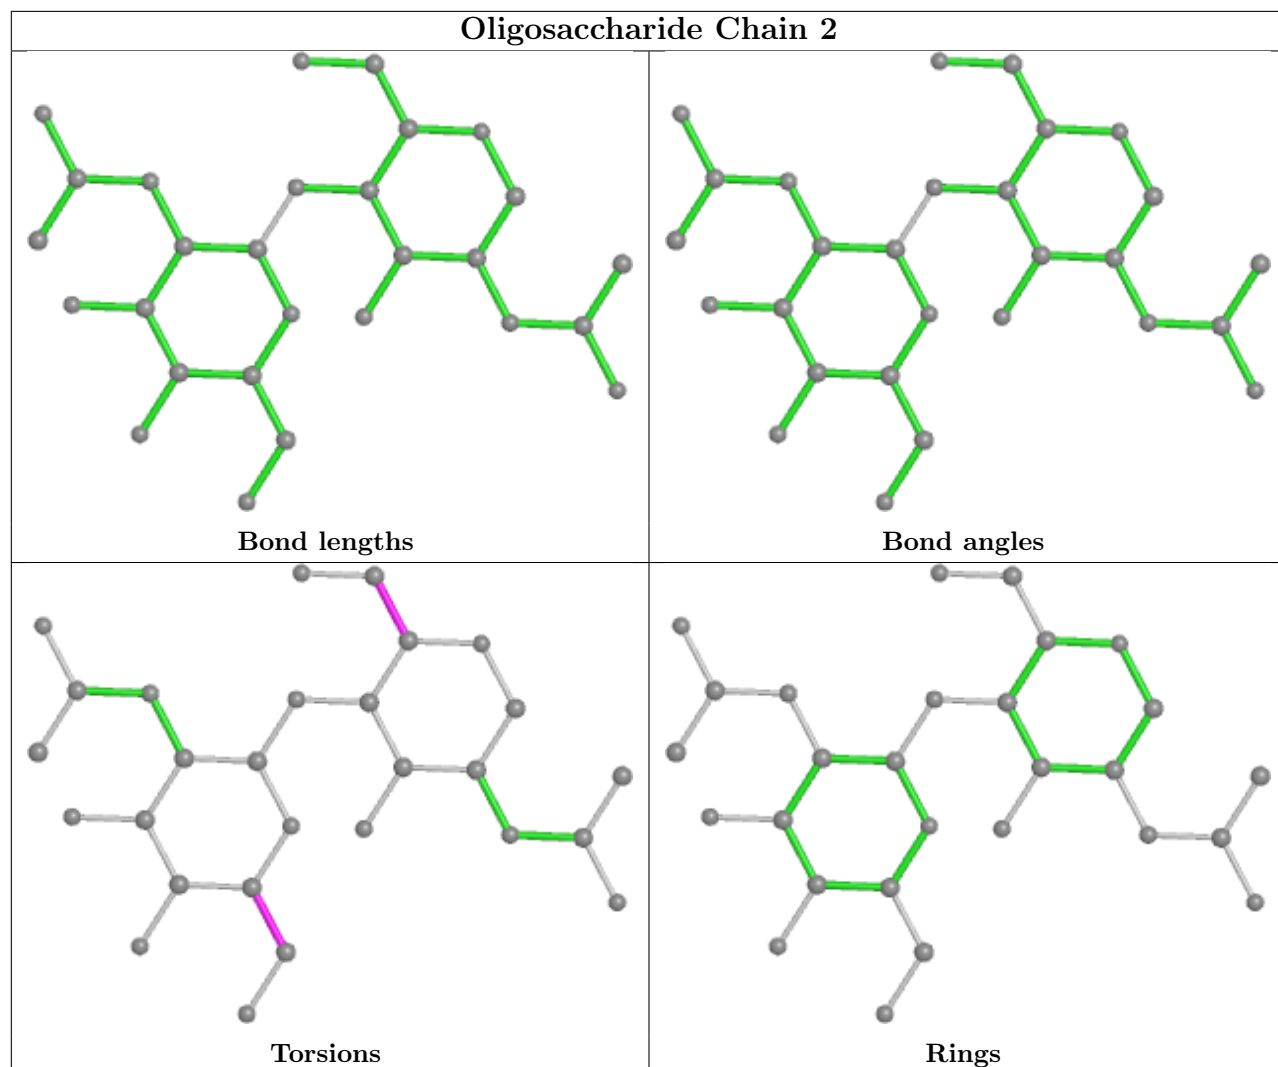 Oligosaccharide Chain 2
Bond lengths
Bond angles
Torsions
Rings